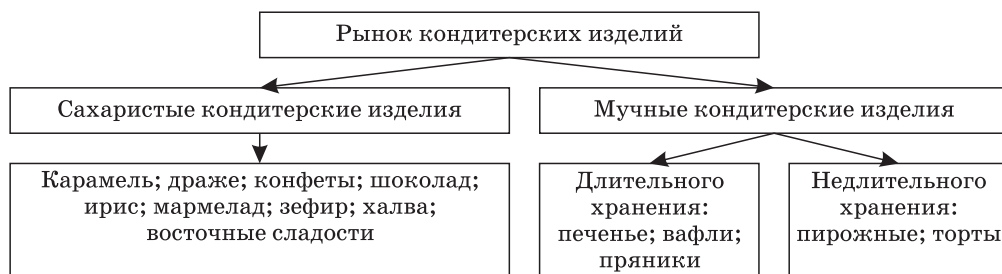 Рынок кондитерских изделий
Сахаристые кондитерские изделия
Мучные кондитерские изделия
Карамель; драже; конфеты; шоколад;
ирис; мармелад; зефир; халва;
восточные сладости
Длительного
хранения:
печенье; вафли;
пряники
Недлительного
хранения:
пирожные; торты